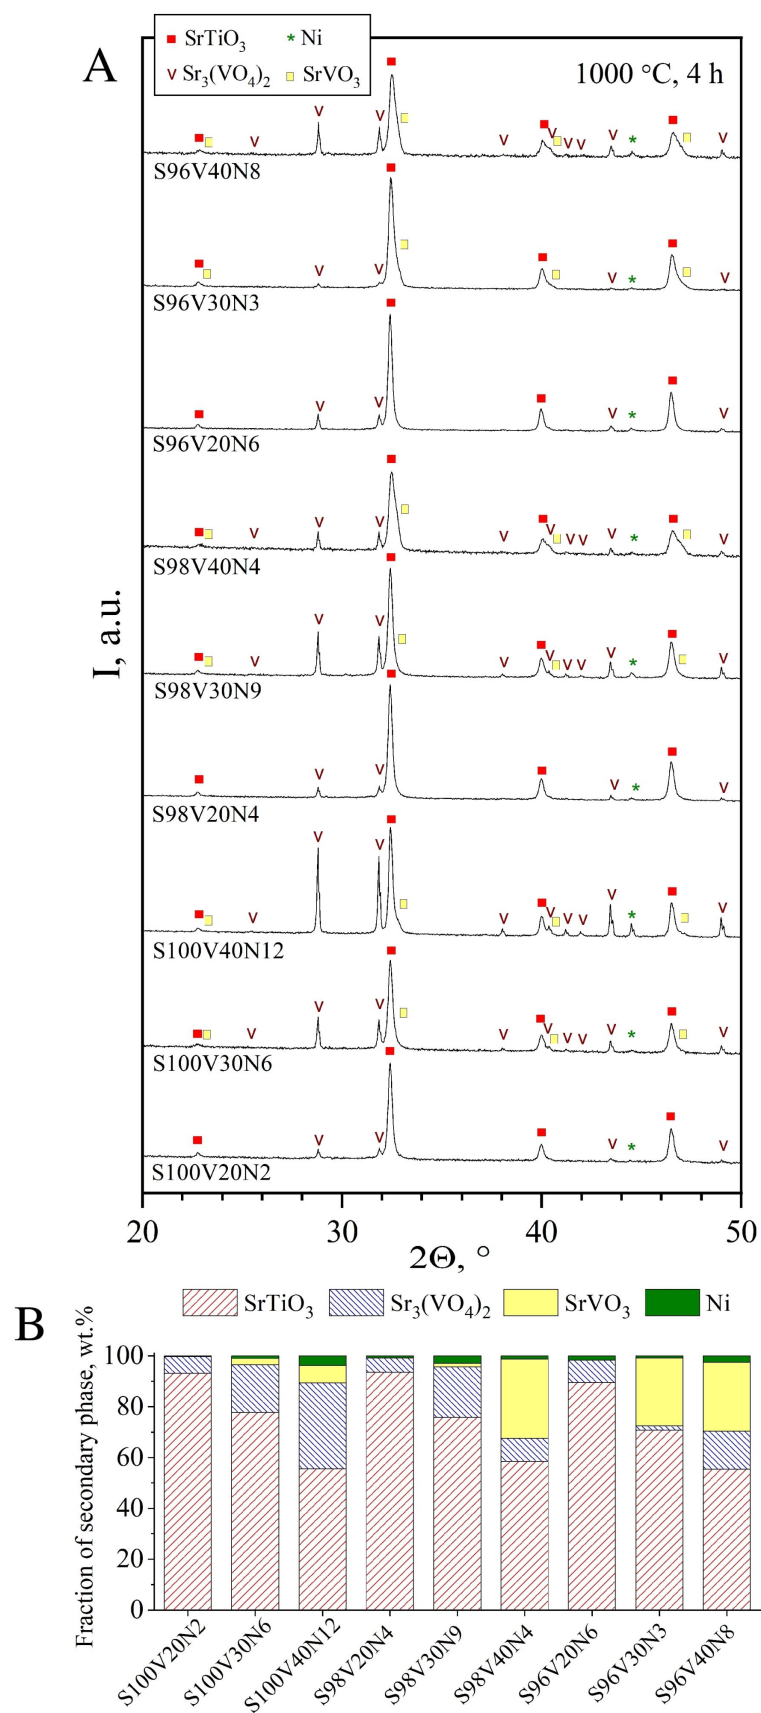 A
SrTiO₃
Ni
Sr₃(VO₄)₂
SrVO₃
1000 °C, 4 h
S96V40N8
S96V30N3
S96V20N6
S98V40N4
S98V30N9
S98V20N4
S100V40N12
S100V30N6
S100V20N2
I, a.u.
20 30 40 50
2Θ, °
B
SrTiO₃ Sr₃(VO₄)₂ SrVO₃ Ni
Fraction of secondary phase, wt.%
100
80
60
40
20
0
S100V20N2
S100V30N6
S100V40N12
S98V20N4
S98V30N9
S98V40N4
S96V20N6
S96V30N3
S96V40N8